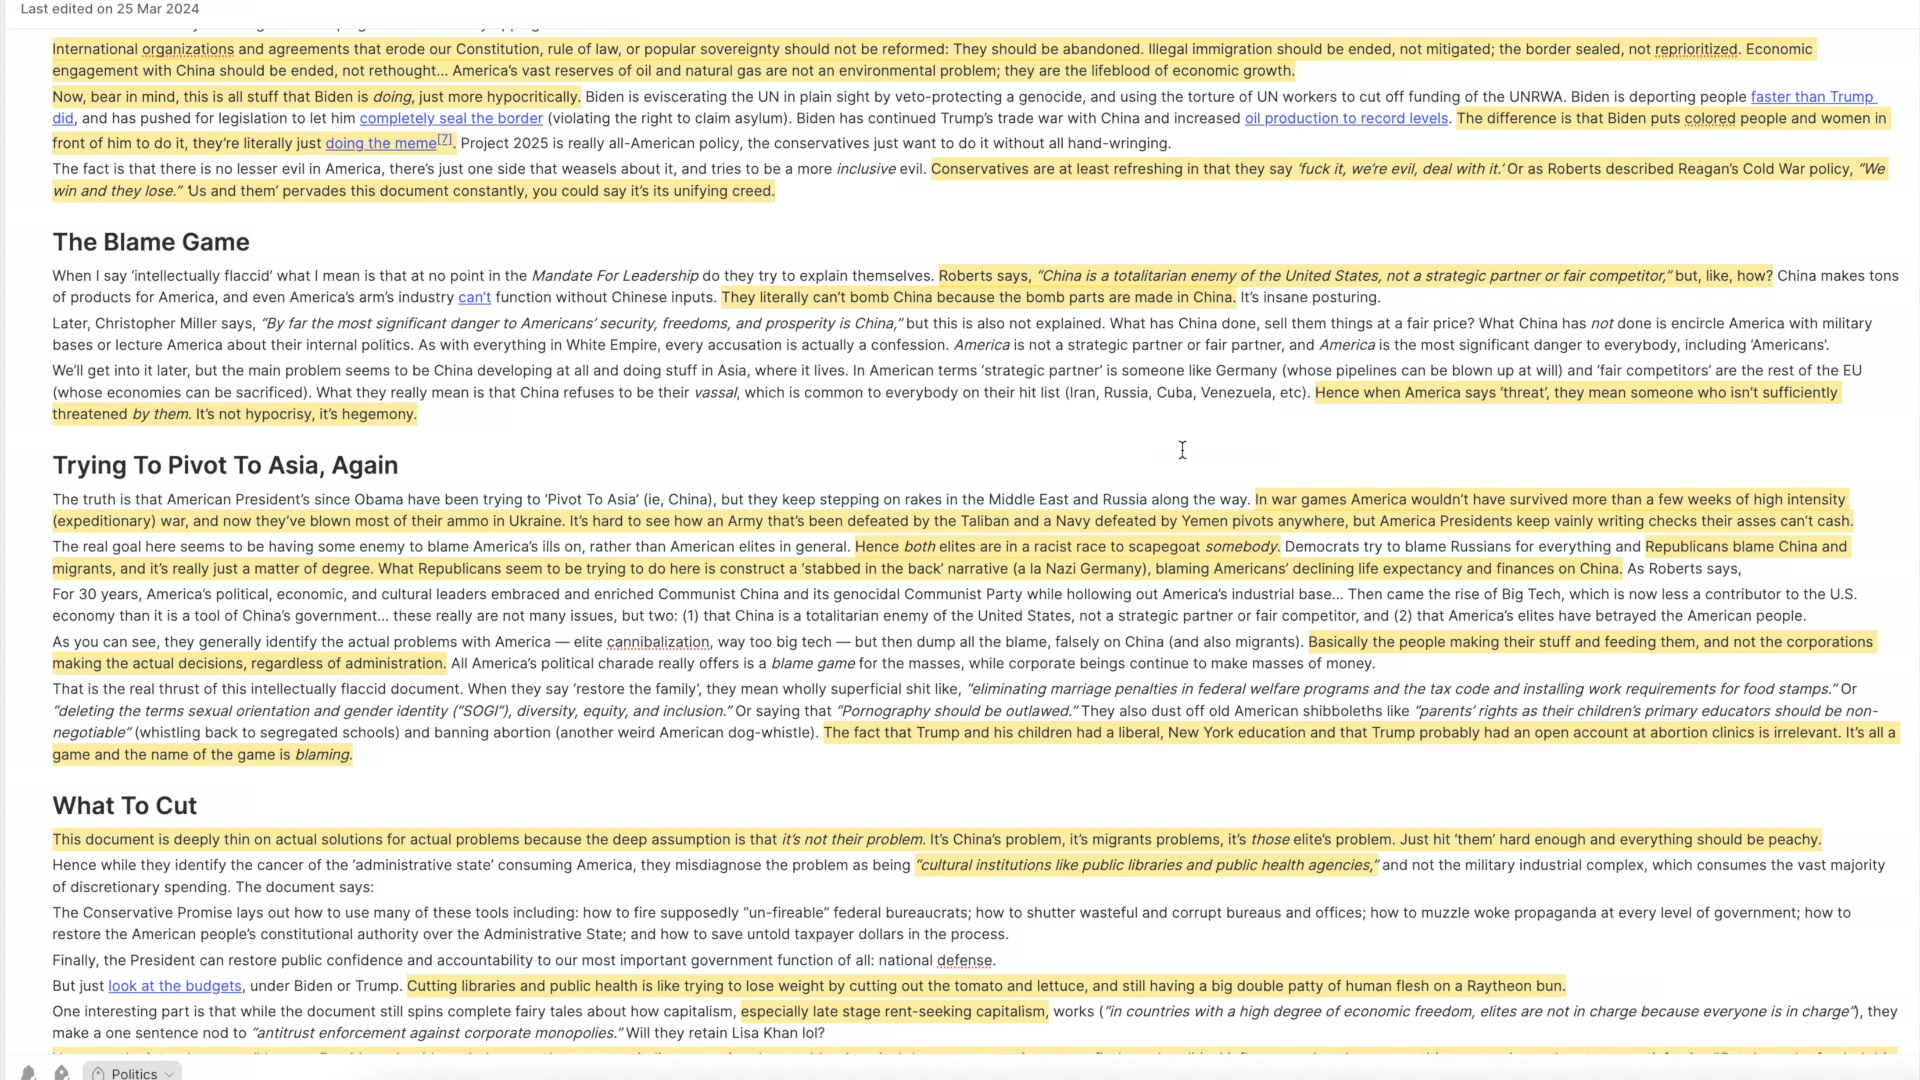 Last edited on 25 Mar 2024
International organizations and agreements that erode our Constitution, rule of law, or popular sovereignty should not be reformed: They should be abandoned. Illegal immigration should be ended, not mitigated; the border sealed, not reprioritized. Economic
engagement with China should be ended, not rethought… America’s vast reserves of oil and natural gas are not an environmental problem; they are the lifeblood of economic growth.
Now, bear in mind, this is all stuff that Biden is doing, just more hypocritically. Biden is eviscerating the UN in plain sight by veto-protecting a genocide, and using the torture of UN workers to cut off funding of the UNRWA. Biden is deporting people faster than Trump
did, and has pushed for legislation to let him completely seal the border (violating the right to claim asylum). Biden has continued Trump’s trade war with China and increased oil production to record levels. The difference is that Biden puts colored people and women in
front of him to do it, they’re literally just doing the meme[7]. Project 2025 is really all-American policy, the conservatives just want to do it without all hand-wringing.
The fact is that there is no lesser evil in America, there’s just one side that weasels about it, and tries to be a more inclusive evil. Conservatives are at least refreshing in that they say ‘fuck it, we’re evil, deal with it.’ Or as Roberts described Reagan’s Cold War policy, “We
win and they lose.” ‘Us and them’ pervades this document constantly, you could say it’s its unifying creed.
The Blame Game
When I say ‘intellectually flaccid’ what I mean is that at no point in the Mandate For Leadership do they try to explain themselves. Roberts says, “China is a totalitarian enemy of the United States, not a strategic partner or fair competitor,” but, like, how? China makes tons
of products for America, and even America’s arm’s industry can’t function without Chinese inputs. They literally can’t bomb China because the bomb parts are made in China. It’s insane posturing.
Later, Christopher Miller says, “By far the most significant danger to Americans’ security, freedoms, and prosperity is China,” but this is also not explained. What has China done, sell them things at a fair price? What China has not done is encircle America with military
bases or lecture America about their internal politics. As with everything in White Empire, every accusation is actually a confession. America is not a strategic partner or fair partner, and America is the most significant danger to everybody, including ‘Americans’.
We’ll get into it later, but the main problem seems to be China developing at all and doing stuff in Asia, where it lives. In American terms ‘strategic partner’ is someone like Germany (whose pipelines can be blown up at will) and ‘fair competitors’ are the rest of the EU
(whose economies can be sacrificed). What they really mean is that China refuses to be their vassal, which is common to everybody on their hit list (Iran, Russia, Cuba, Venezuela, etc). Hence when America says ‘threat’, they mean someone who isn’t sufficiently
threatened by them. It’s not hypocrisy, it’s hegemony.
Trying To Pivot To Asia, Again
The truth is that American President’s since Obama have been trying to ‘Pivot To Asia’ (ie, China), but they keep stepping on rakes in the Middle East and Russia along the way. In war games America wouldn’t have survived more than a few weeks of high intensity
(expeditionary) war, and now they’ve blown most of their ammo in Ukraine. It’s hard to see how an Army that’s been defeated by the Taliban and a Navy defeated by Yemen pivots anywhere, but America Presidents keep vainly writing checks their asses can’t cash.
The real goal here seems to be having some enemy to blame America’s ills on, rather than American elites in general. Hence both elites are in a racist race to scapegoat somebody. Democrats try to blame Russians for everything and Republicans blame China and
migrants, and it’s really just a matter of degree. What Republicans seem to be trying to do here is construct a ‘stabbed in the back’ narrative (a la Nazi Germany), blaming Americans’ declining life expectancy and finances on China. As Roberts says,
For 30 years, America’s political, economic, and cultural leaders embraced and enriched Communist China and its genocidal Communist Party while hollowing out America’s industrial base… Then came the rise of Big Tech, which is now less a contributor to the U.S.
economy than it is a tool of China’s government… these really are not many issues, but two: (1) that China is a totalitarian enemy of the United States, not a strategic partner or fair competitor, and (2) that America’s elites have betrayed the American people.
As you can see, they generally identify the actual problems with America — elite cannibalization, way too big tech — but then dump all the blame, falsely on China (and also migrants). Basically the people making their stuff and feeding them, and not the corporations
making the actual decisions, regardless of administration. All America’s political charade really offers is a blame game for the masses, while corporate beings continue to make masses of money.
That is the real thrust of this intellectually flaccid document. When they say ‘restore the family’, they mean wholly superficial shit like, “eliminating marriage penalties in federal welfare programs and the tax code and installing work requirements for food stamps.” Or
“deleting the terms sexual orientation and gender identity (“SOGI”), diversity, equity, and inclusion.” Or saying that “Pornography should be outlawed.” They also dust off old American shibboleths like “parents’ rights as their children’s primary educators should be non-
negotiable” (whistling back to segregated schools) and banning abortion (another weird American dog-whistle). The fact that Trump and his children had a liberal, New York education and that Trump probably had an open account at abortion clinics is irrelevant. It’s all a
game and the name of the game is blaming.
What To Cut
This document is deeply thin on actual solutions for actual problems because the deep assumption is that it’s not their problem. It’s China’s problem, it’s migrants problems, it’s those elite’s problem. Just hit ‘them’ hard enough and everything should be peachy.
Hence while they identify the cancer of the ‘administrative state’ consuming America, they misdiagnose the problem as being “cultural institutions like public libraries and public health agencies,” and not the military industrial complex, which consumes the vast majority
of discretionary spending. The document says:
The Conservative Promise lays out how to use many of these tools including: how to fire supposedly “un-fireable” federal bureaucrats; how to shutter wasteful and corrupt bureaus and offices; how to muzzle woke propaganda at every level of government; how to
restore the American people’s constitutional authority over the Administrative State; and how to save untold taxpayer dollars in the process.
Finally, the President can restore public confidence and accountability to our most important government function of all: national defense.
But just look at the budgets, under Biden or Trump. Cutting libraries and public health is like trying to lose weight by cutting out the tomato and lettuce, and still having a big double patty of human flesh on a Raytheon bun.
One interesting part is that while the document still spins complete fairy tales about how capitalism, especially late stage rent-seeking capitalism, works (“in countries with a high degree of economic freedom, elites are not in charge because everyone is in charge”), they
make a one sentence nod to “antitrust enforcement against corporate monopolies.” Will they retain Lisa Khan lol?
Politics